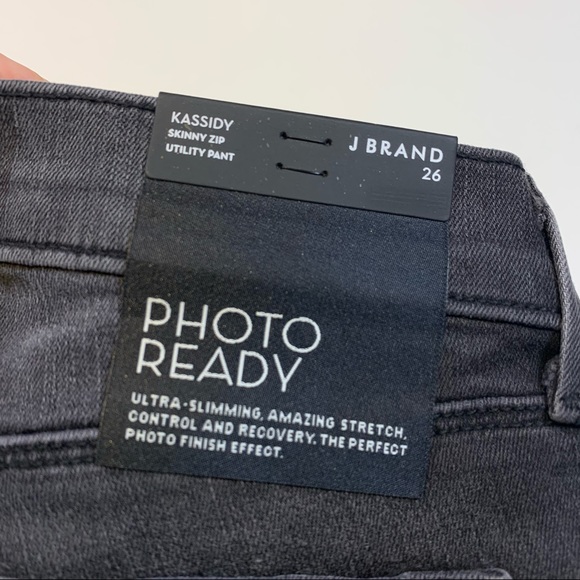 KASSIDY
SKINNY ZIP
UTILITY PANT
J BRAND
26
PHOTO
READY
ULTRA-SLIMMING, AMAZING STRETCH,
CONTROL AND RECOVERY. THE PERFECT
PHOTO FINISH EFFECT.